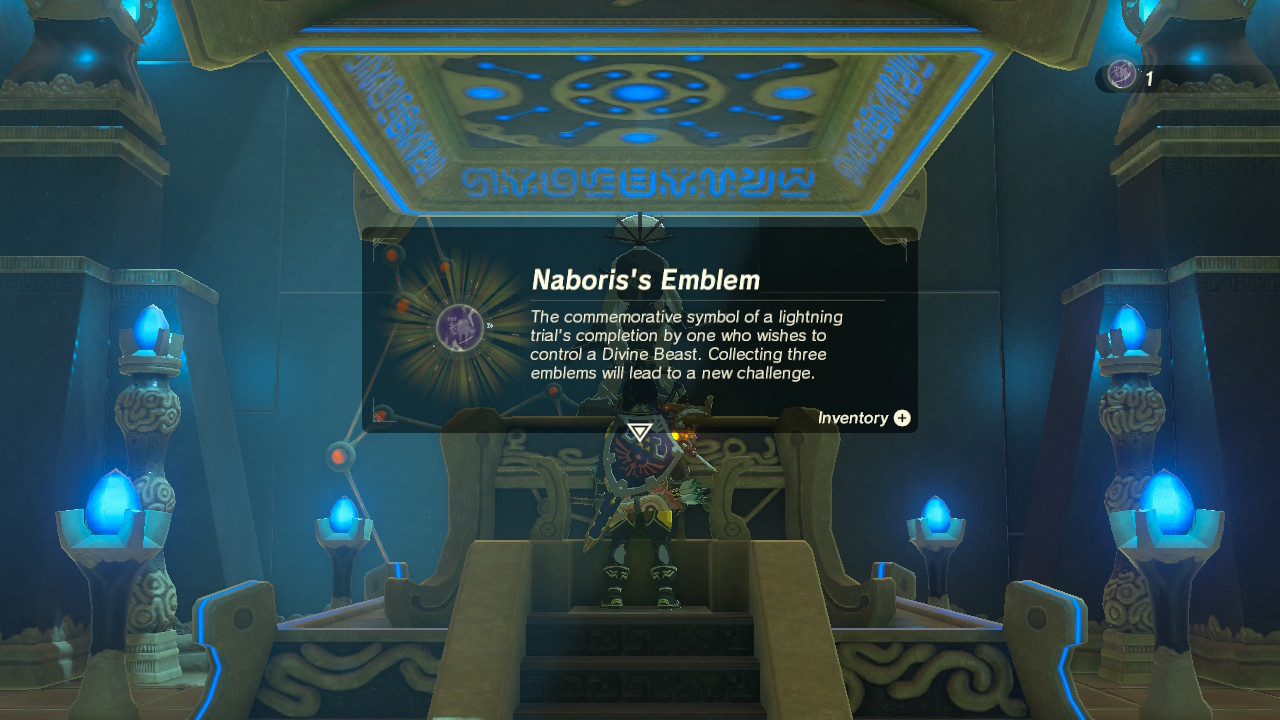 1
Naboris's Emblem
The commemorative symbol of a lightning
trial's completion by one who wishes to
control a Divine Beast. Collecting three
emblems will lead to a new challenge.
Inventory +